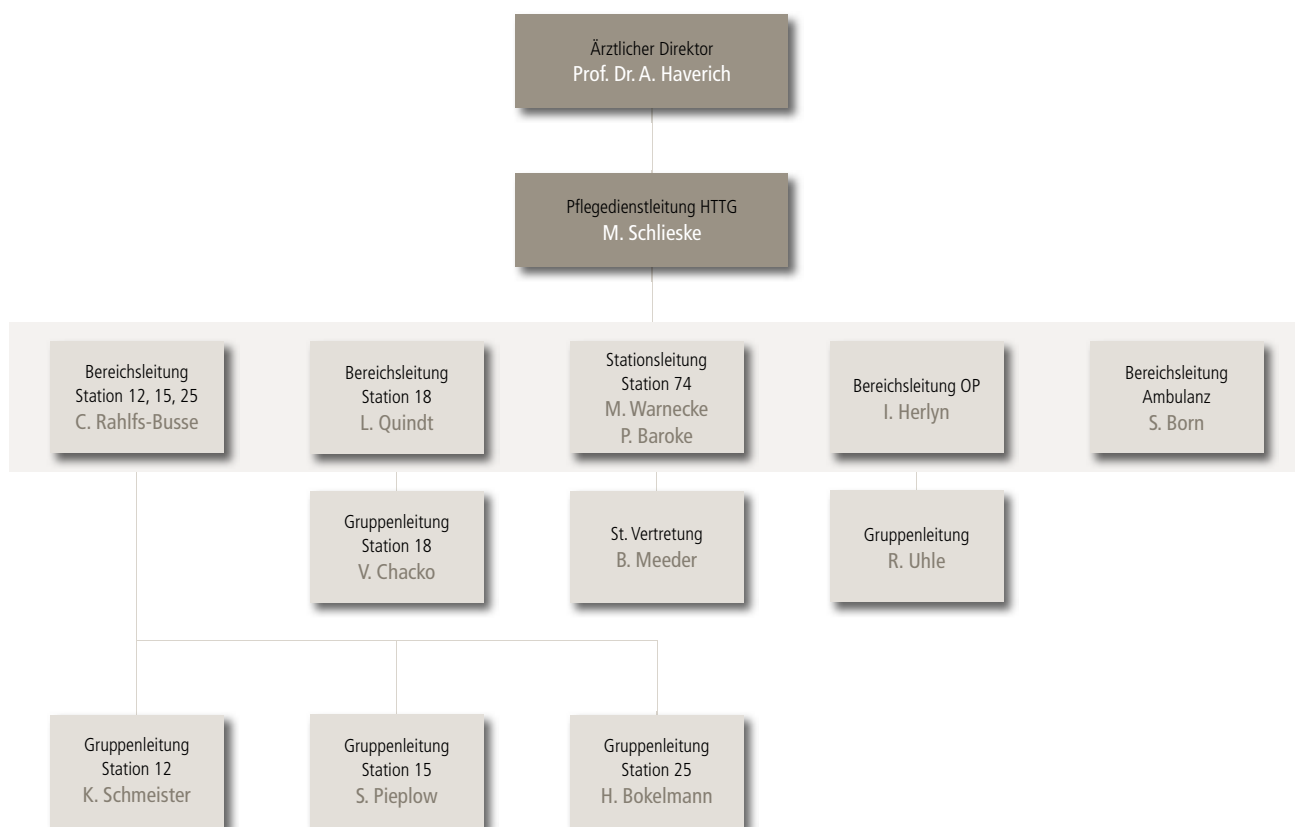 Ärztlicher Direktor
Prof. Dr. A. Haverich
Pflegedienstleitung HTTG
M. Schlieske
Bereichsleitung
Station 12, 15, 25
C. Rahlfs-Busse
Bereichsleitung
Station 18
L. Quindt
Stationsleitung
Station 74
M. Warnecke
P. Baroke
Bereichsleitung OP
I. Herlyn
Bereichsleitung
Ambulanz
S. Born
Gruppenleitung
Station 18
V. Chacko
St. Vertretung
B. Meeder
Gruppenleitung
R. Uhle
Gruppenleitung
Station 12
K. Schmeister
Gruppenleitung
Station 15
S. Pieplow
Gruppenleitung
Station 25
H. Bokelmann